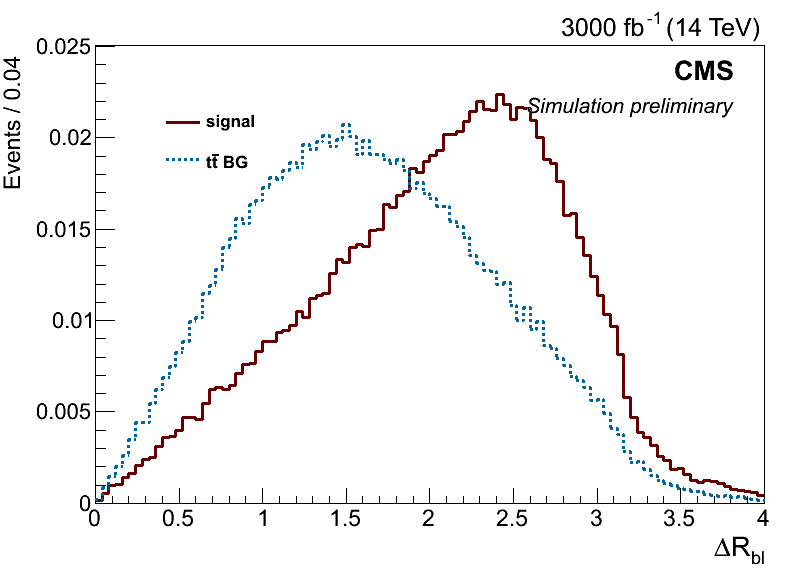 3000 fb⁻¹ (14 TeV)
CMS
Simulation preliminary
signal
tt̄ BG
Events / 0.04
0.025
0.02
0.015
0.01
0.005
0
0 0.5 1 1.5 2 2.5 3 3.5 4
ΔR_bl